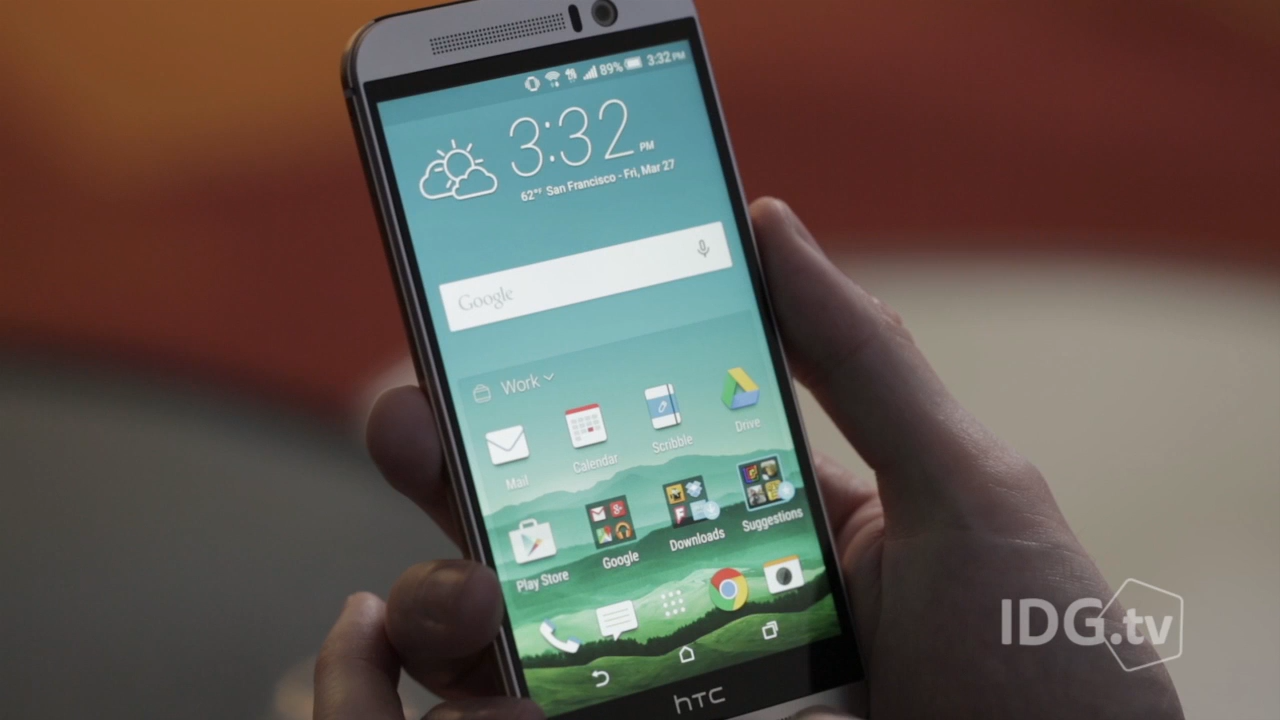 89% 3:32 PM
3:32 PM
62°F San Francisco - Fri, Mar 27
Google
Work
Mail Calendar Scribble Drive
Play Store Google Downloads Suggestions
hTC
IDG.tv